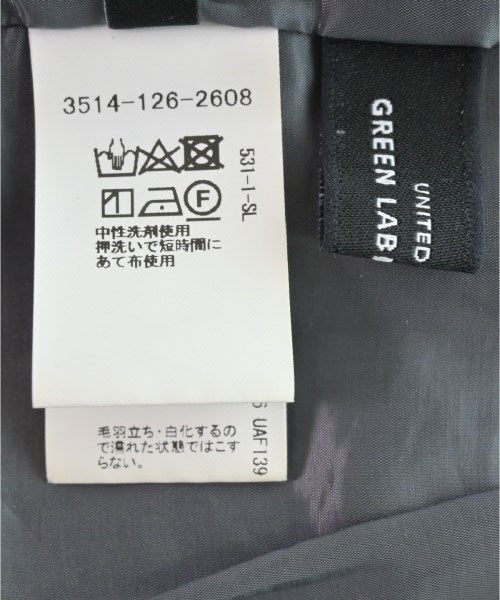 3514-126-2608
531-1-SL
F
中性洗剤使用
押洗いで短時間に
あて布使用
UAF139
毛羽立ち・白化するの
で濡れた状態ではこす
らない。
UNITED
GREEN LAB